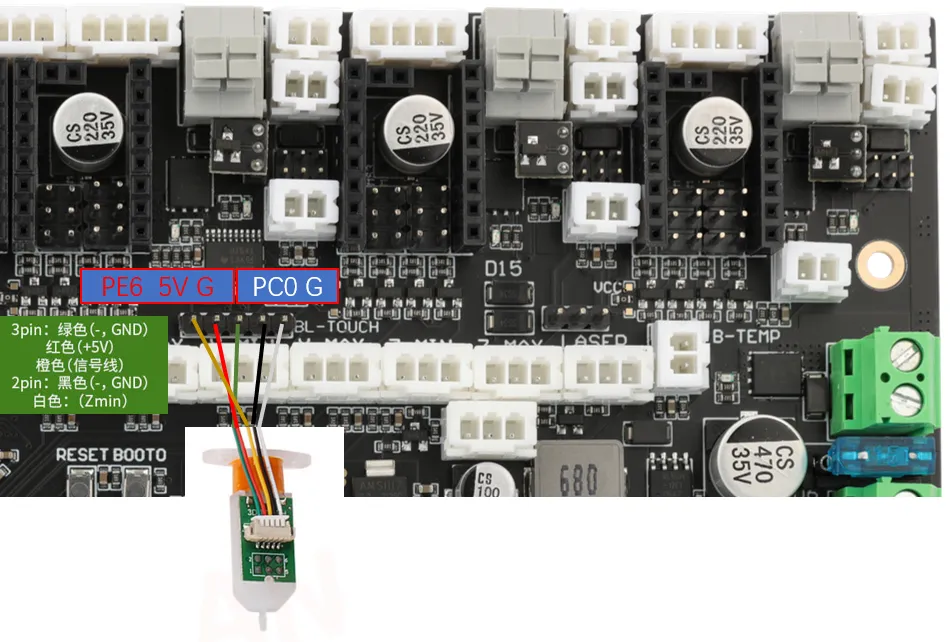 CS
220
35V
CS
220
35V
CS
220
35V
D15
VCC
PE6 5V G
PC0 G
BL-TOUCH
3pin：绿色(-, GND)
红色(+5V)
橙色(信号线)
2pin：黑色(-, GND)
白色：(Zmin)
Z-MIN
Z-MAX
LASER
B-TEMP
RESET
BOOT0
CS
100
680
CS
470
35V